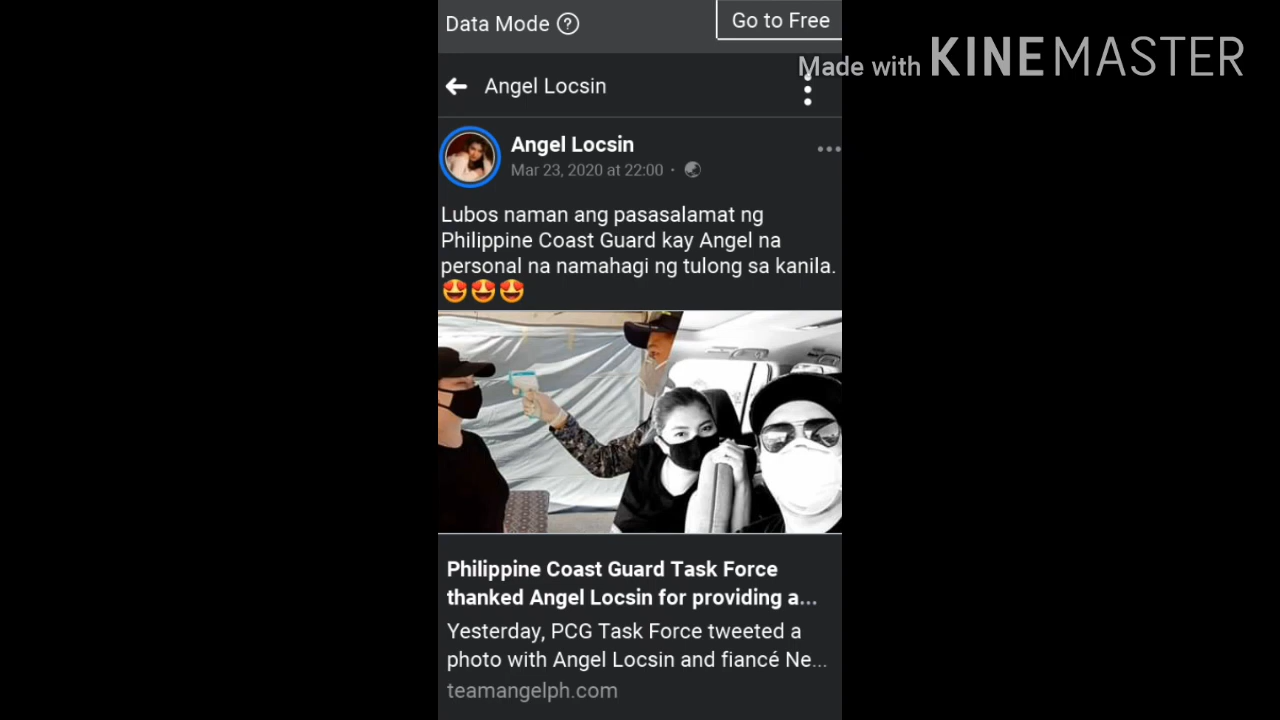 Data Mode ?
Go to Free
Made with KINEMASTER
Angel Locsin
Angel Locsin
Mar 23, 2020 at 22:00 ·
Lubos naman ang pasasalamat ng
Philippine Coast Guard kay Angel na
personal na namahagi ng tulong sa kanila.
😍😍😍
Philippine Coast Guard Task Force
thanked Angel Locsin for providing a...
Yesterday, PCG Task Force tweeted a
photo with Angel Locsin and fiancé Ne...
teamangelph.com